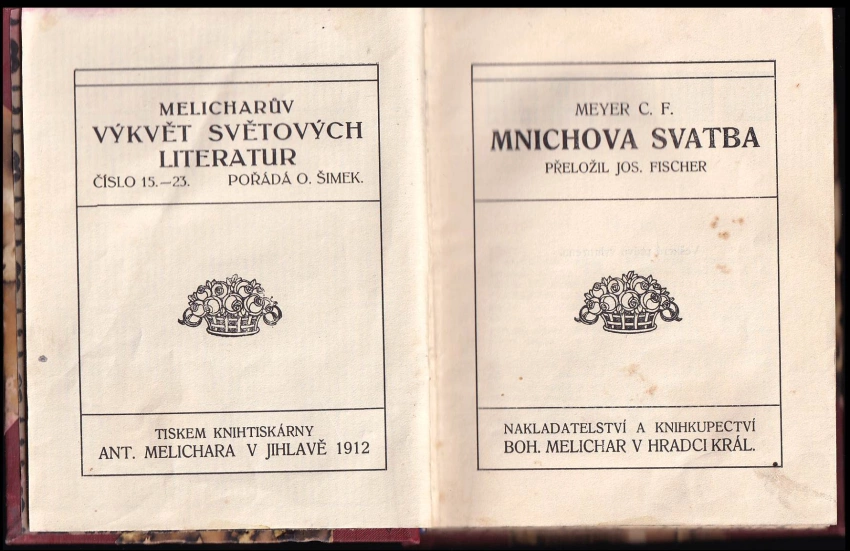 MELICHARŮV
VÝKVĚT SVĚTOVÝCH
LITERATUR
ČÍSLO 15.—23. POŘÁDÁ O. ŠIMEK.
TISKEM KNIHTISKÁRNY
ANT. MELICHARA V JIHLAVĚ 1912
MEYER C. F.
MNICHOVA SVATBA
PŘELOŽIL JOS. FISCHER
NAKLADATELSTVÍ A KNIHKUPECTVÍ
BOH. MELICHAR V HRADCI KRÁL.